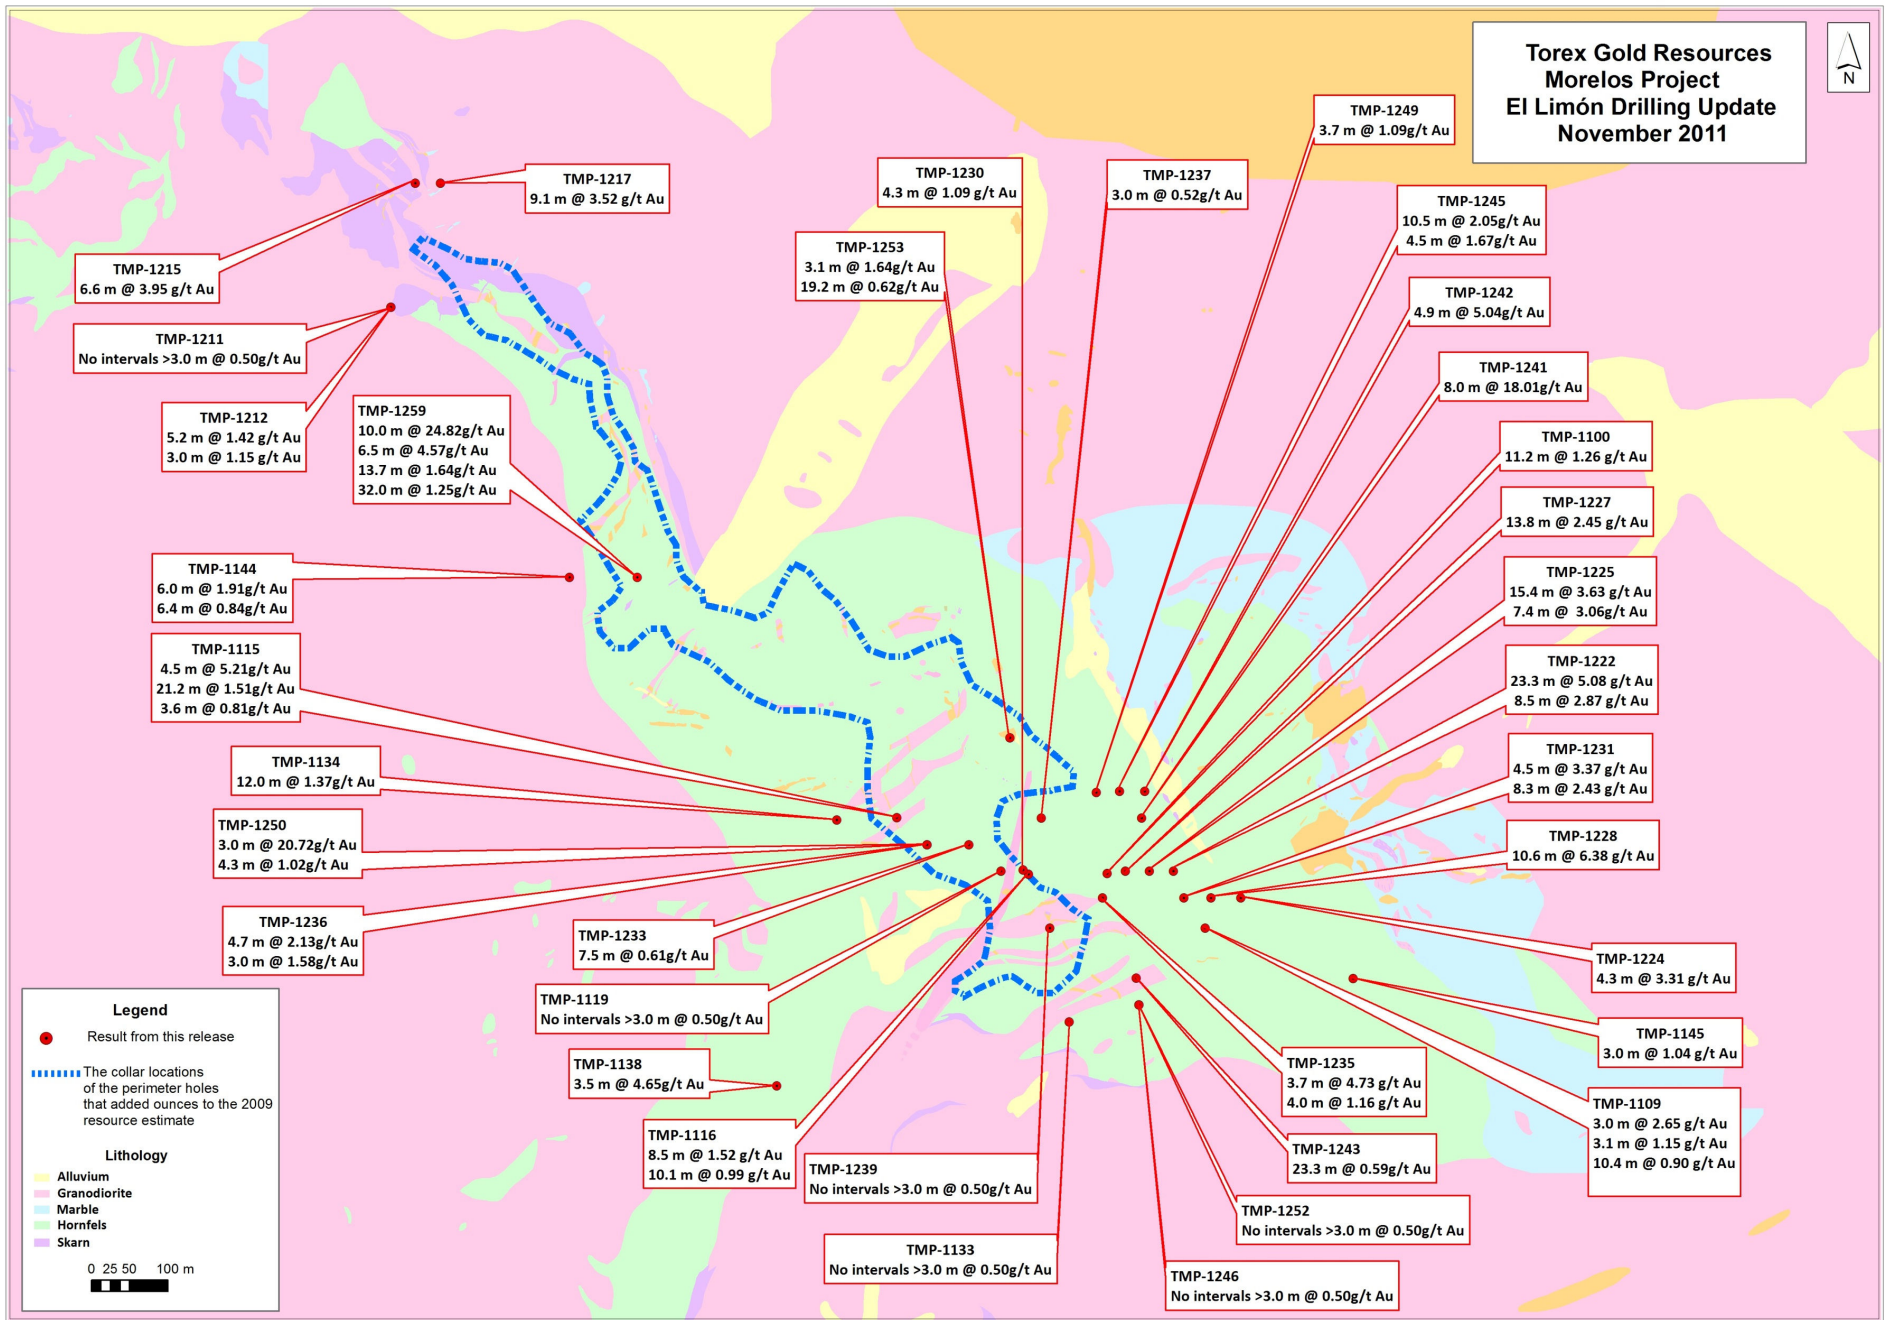 Torex Gold Resources
Morelos Project
El Limón Drilling Update
November 2011
N
TMP-1249
3.7 m @ 1.09g/t Au
TMP-1217
9.1 m @ 3.52 g/t Au
TMP-1230
4.3 m @ 1.09 g/t Au
TMP-1237
3.0 m @ 0.52g/t Au
TMP-1245
10.5 m @ 2.05g/t Au
4.5 m @ 1.67g/t Au
TMP-1253
3.1 m @ 1.64g/t Au
19.2 m @ 0.62g/t Au
TMP-1215
6.6 m @ 3.95 g/t Au
TMP-1242
4.9 m @ 5.04g/t Au
TMP-1211
No intervals >3.0 m @ 0.50g/t Au
TMP-1241
8.0 m @ 18.01g/t Au
TMP-1212
5.2 m @ 1.42 g/t Au
3.0 m @ 1.15 g/t Au
TMP-1259
10.0 m @ 24.82g/t Au
6.5 m @ 4.57g/t Au
13.7 m @ 1.64g/t Au
32.0 m @ 1.25g/t Au
TMP-1100
11.2 m @ 1.26 g/t Au
TMP-1227
13.8 m @ 2.45 g/t Au
TMP-1144
6.0 m @ 1.91g/t Au
6.4 m @ 0.84g/t Au
TMP-1225
15.4 m @ 3.63 g/t Au
7.4 m @ 3.06g/t Au
TMP-1115
4.5 m @ 5.21g/t Au
21.2 m @ 1.51g/t Au
3.6 m @ 0.81g/t Au
TMP-1222
23.3 m @ 5.08 g/t Au
8.5 m @ 2.87 g/t Au
TMP-1134
12.0 m @ 1.37g/t Au
TMP-1231
4.5 m @ 3.37 g/t Au
8.3 m @ 2.43 g/t Au
TMP-1250
3.0 m @ 20.72g/t Au
4.3 m @ 1.02g/t Au
TMP-1228
10.6 m @ 6.38 g/t Au
TMP-1236
4.7 m @ 2.13g/t Au
3.0 m @ 1.58g/t Au
TMP-1233
7.5 m @ 0.61g/t Au
TMP-1224
4.3 m @ 3.31 g/t Au
TMP-1119
No intervals >3.0 m @ 0.50g/t Au
TMP-1145
3.0 m @ 1.04 g/t Au
TMP-1138
3.5 m @ 4.65g/t Au
TMP-1235
3.7 m @ 4.73 g/t Au
4.0 m @ 1.16 g/t Au
TMP-1109
3.0 m @ 2.65 g/t Au
3.1 m @ 1.15 g/t Au
10.4 m @ 0.90 g/t Au
TMP-1116
8.5 m @ 1.52 g/t Au
10.1 m @ 0.99 g/t Au
TMP-1239
No intervals >3.0 m @ 0.50g/t Au
TMP-1243
23.3 m @ 0.59g/t Au
TMP-1252
No intervals >3.0 m @ 0.50g/t Au
TMP-1133
No intervals >3.0 m @ 0.50g/t Au
TMP-1246
No intervals >3.0 m @ 0.50g/t Au
Legend
Result from this release
The collar locations
of the perimeter holes
that added ounces to the 2009
resource estimate
Lithology
Alluvium
Granodiorite
Marble
Hornfels
Skarn
0 25 50 100 m